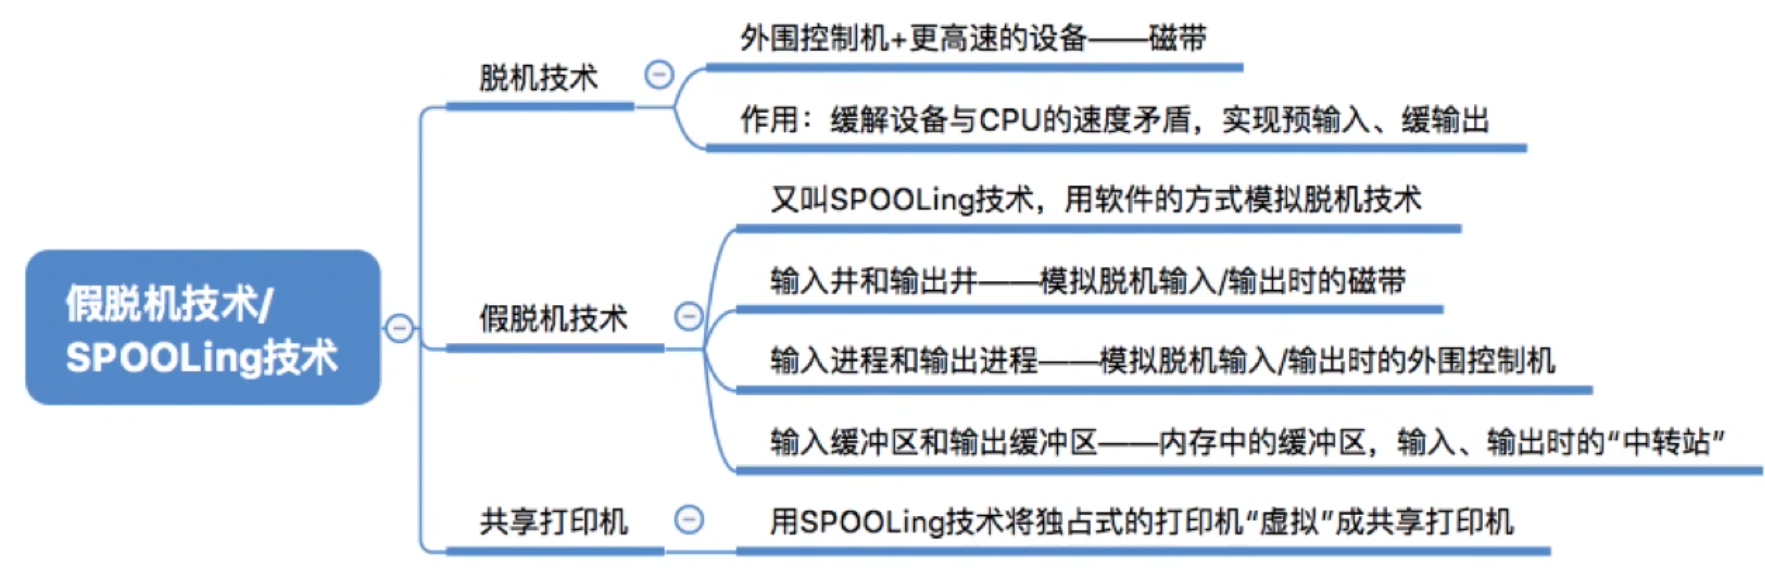 外围控制机+更高速的设备——磁带
脱机技术
作用：缓解设备与CPU的速度矛盾，实现预输入、缓输出
又叫SPOOLing技术，用软件的方式模拟脱机技术
输入井和输出井——模拟脱机输入/输出时的磁带
假脱机技术/
SPOOLing技术
假脱机技术
输入进程和输出进程——模拟脱机输入/输出时的外围控制机
输入缓冲区和输出缓冲区——内存中的缓冲区，输入、输出时的“中转站”
共享打印机
用SPOOLing技术将独占式的打印机“虚拟”成共享打印机